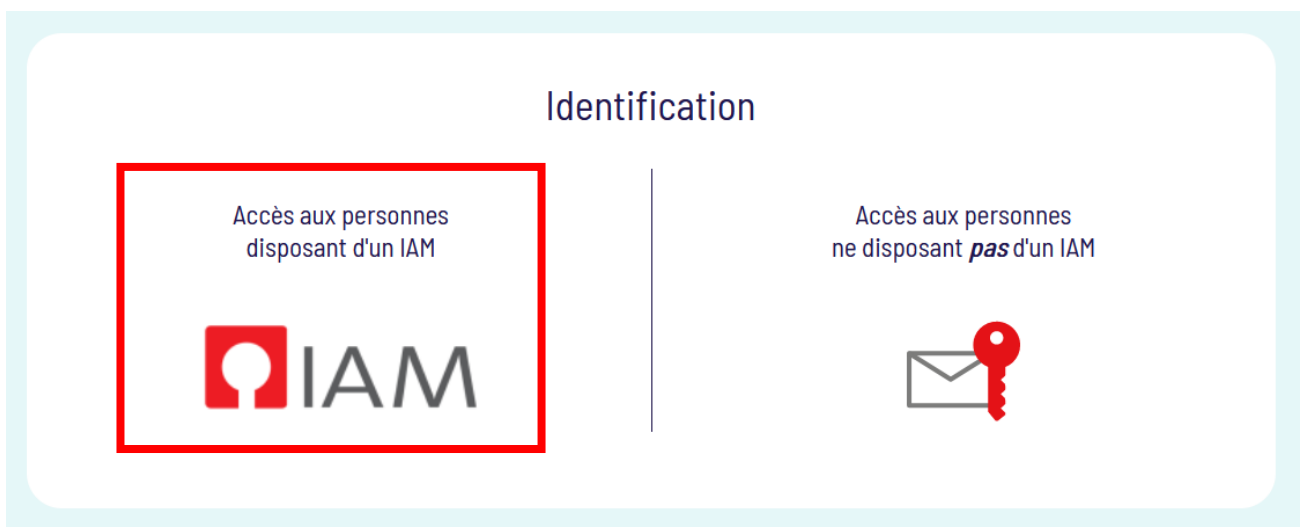 Identification
Accès aux personnes
disposant d'un IAM
IAM
Accès aux personnes
ne disposant pas d'un IAM